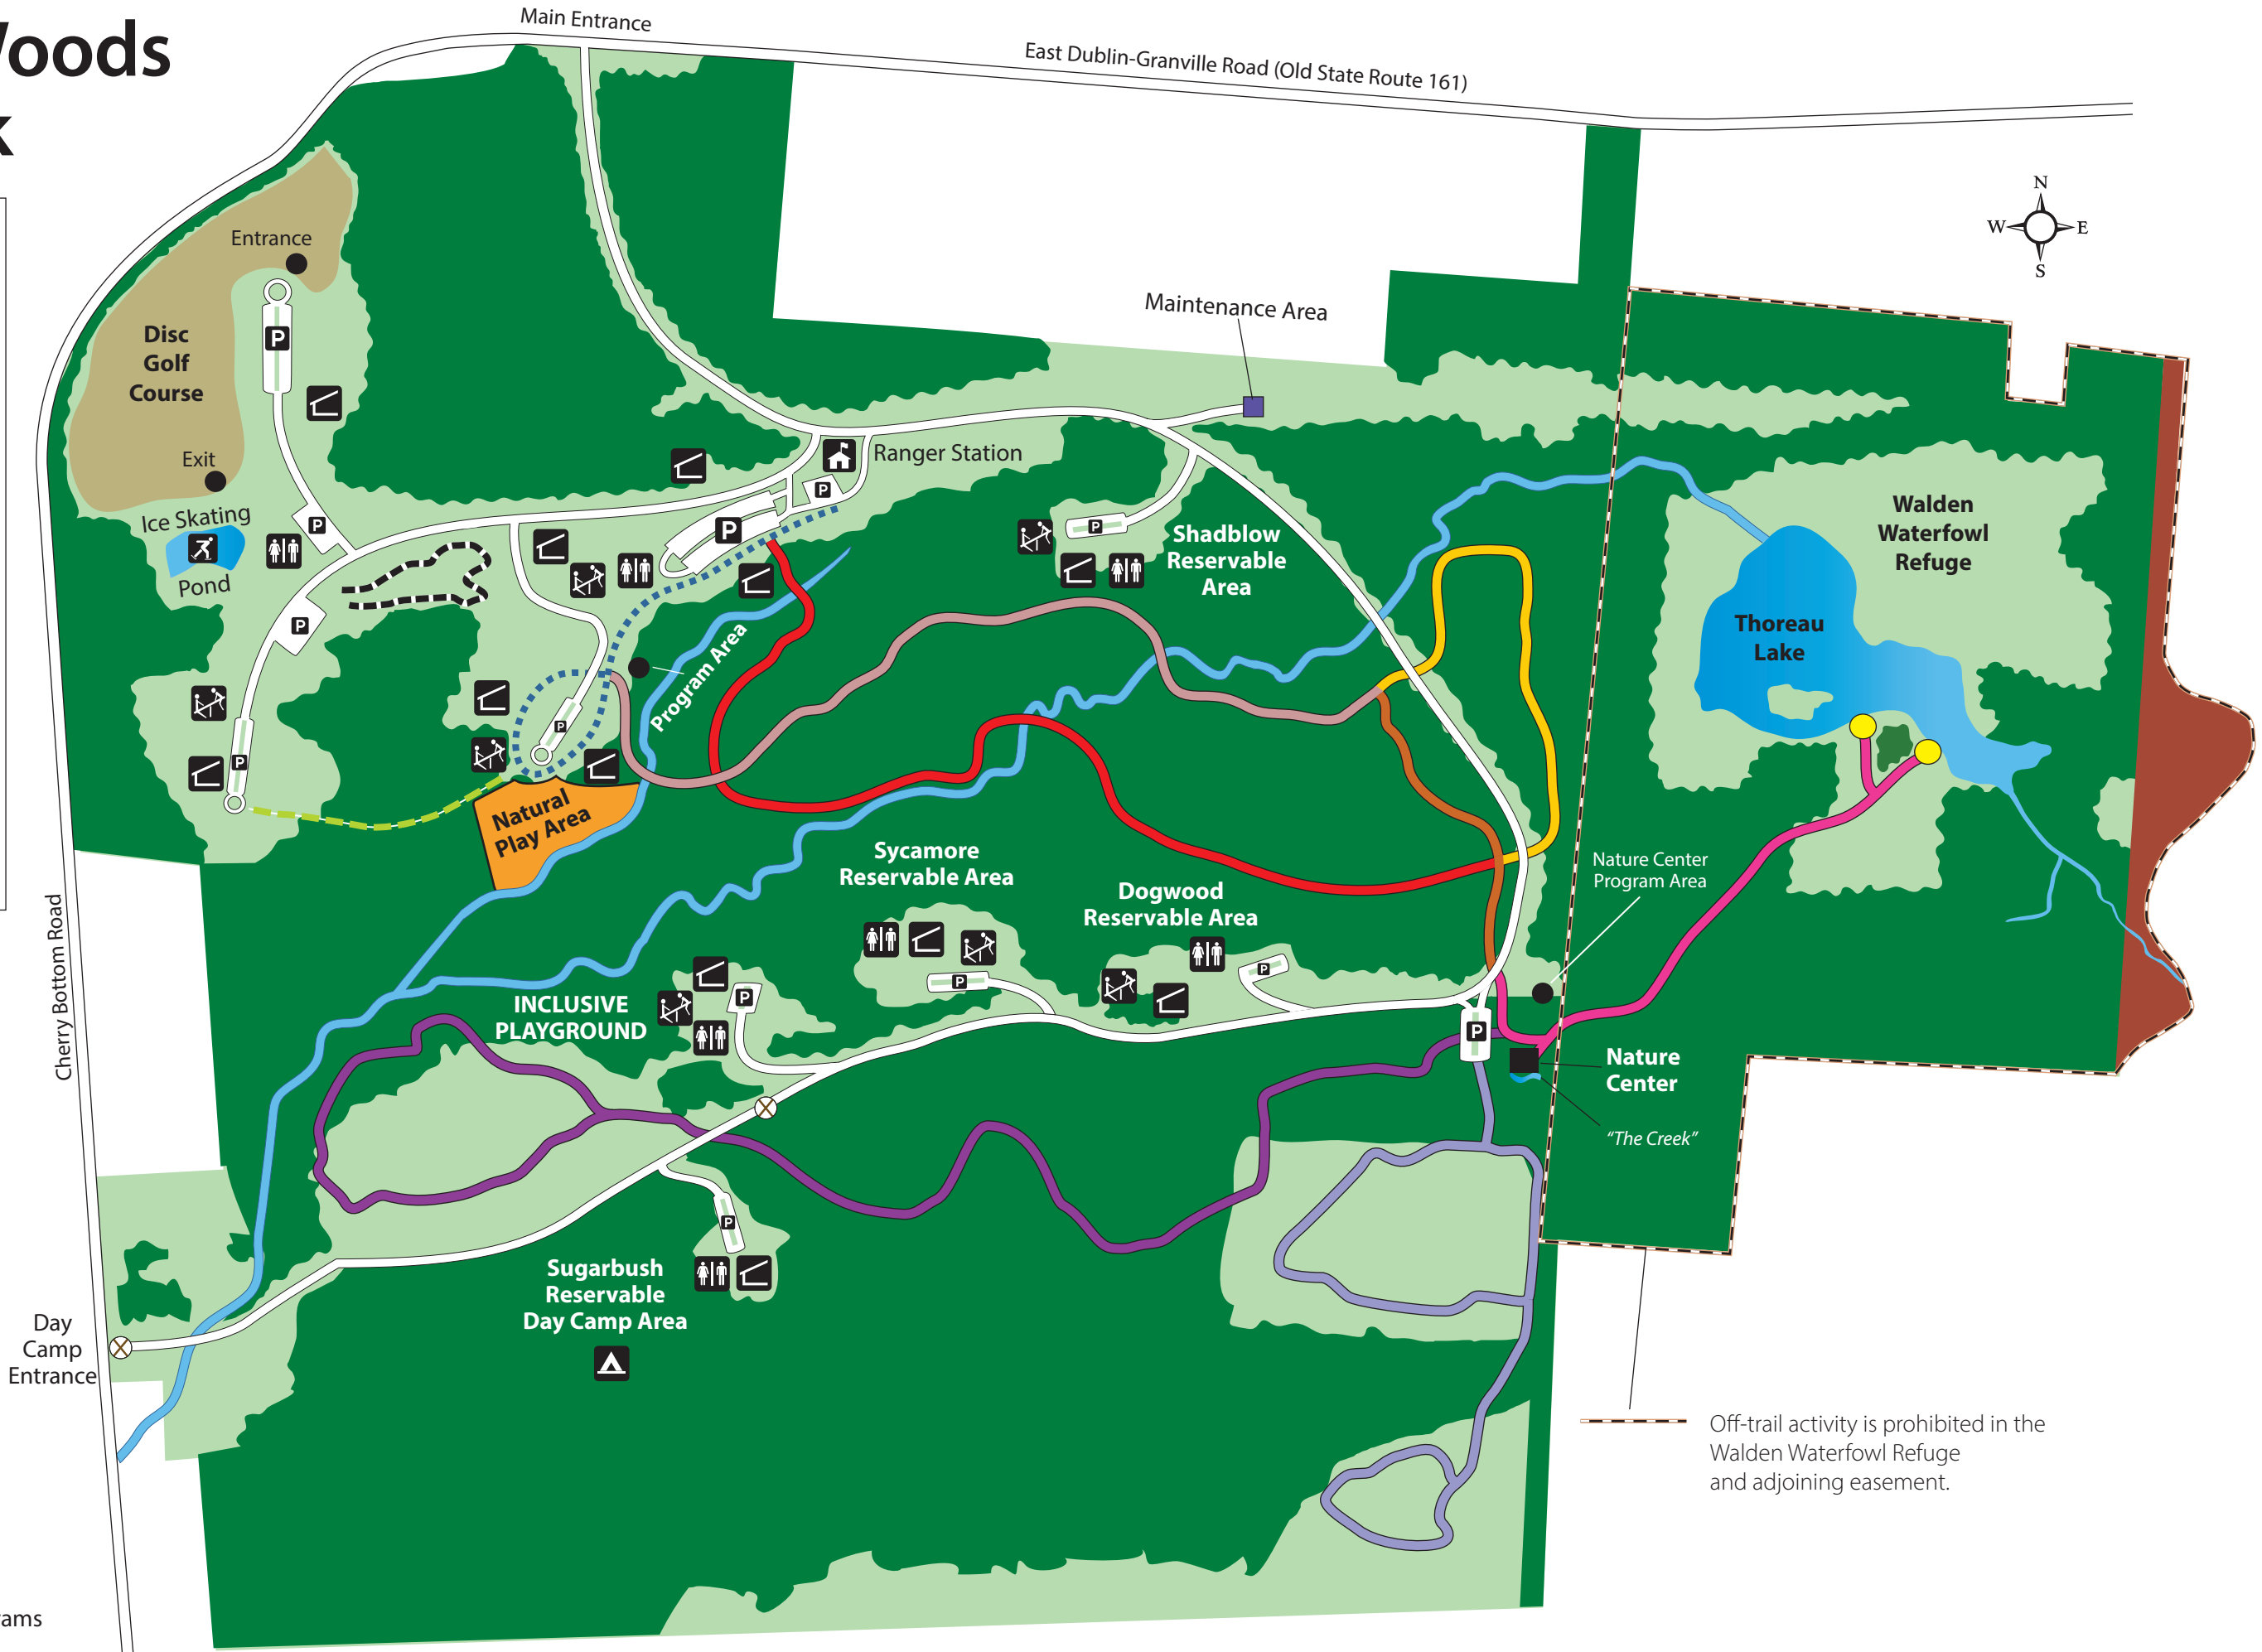 Main Entrance
East Dublin-Granville Road (Old State Route 161)
N
W E
S
Entrance
Disc
Golf
Course
Exit
P
Ice Skating
Pond
P
P
P
Maintenance Area
Ranger Station
P
P
P
Shadblow
Reservable
Area
Walden
Waterfowl
Refuge
Thoreau
Lake
Program Area
P
Natural
Play Area
Sycamore
Reservable Area
P
Dogwood
Reservable Area
P
Nature Center
Program Area
Cherry Bottom Road
INCLUSIVE
PLAYGROUND
P
P
Nature
Center
"The Creek"
P
Sugarbush
Reservable
Day Camp Area
Day
Camp
Entrance
Off-trail activity is prohibited in the
Walden Waterfowl Refuge
and adjoining easement.